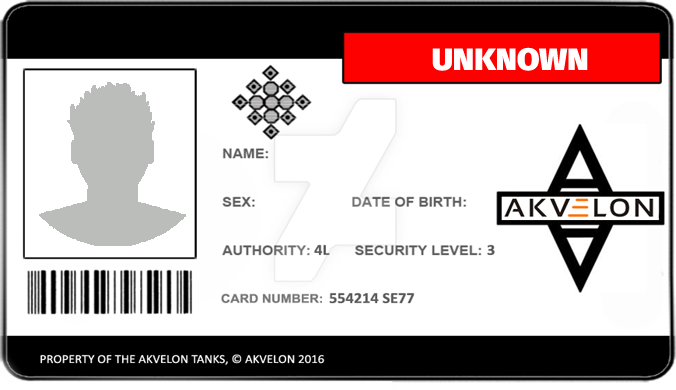 UNKNOWN
NAME:
SEX: DATE OF BIRTH:
AKVELON
AUTHORITY: 4L SECURITY LEVEL: 3
CARD NUMBER: 554214 SE77
PROPERTY OF THE AKVELON TANKS, © AKVELON 2016